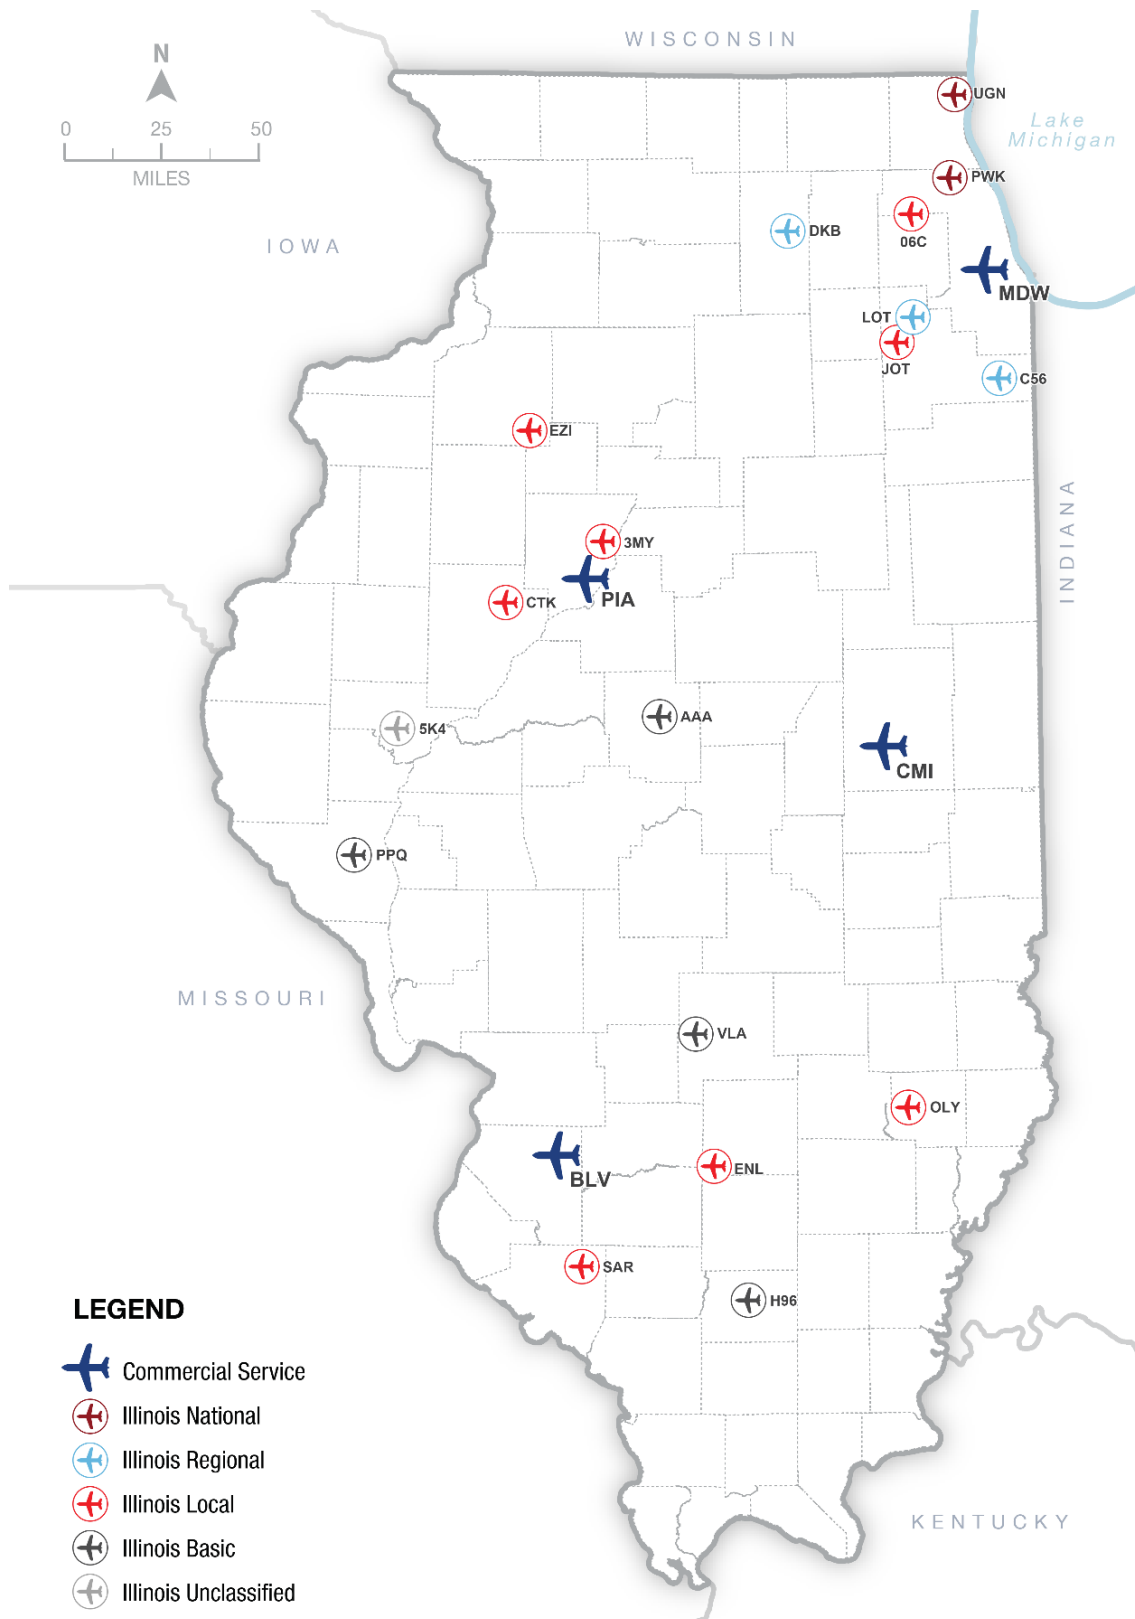 WISCONSIN
N
0 25 50
MILES
UGN
Lake
Michigan
PWK
IOWA
DKB
06C
MDW
LOT
JOT
C56
EZI
INDIANA
3MY
PIA
CTK
AAA
5K4
CMI
PPQ
MISSOURI
VLA
OLY
BLV
ENL
SAR
H96
LEGEND
Commercial Service
Illinois National
Illinois Regional
Illinois Local
Illinois Basic
Illinois Unclassified
KENTUCKY